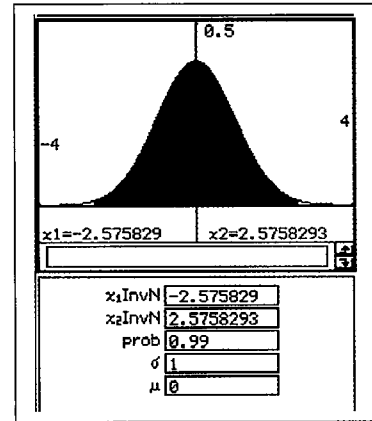 0.5
-4
4
x1=-2.575829 x2=2.5758293
x₁InvN -2.575829
x₂InvN 2.5758293
prob 0.99
σ 1
μ 0